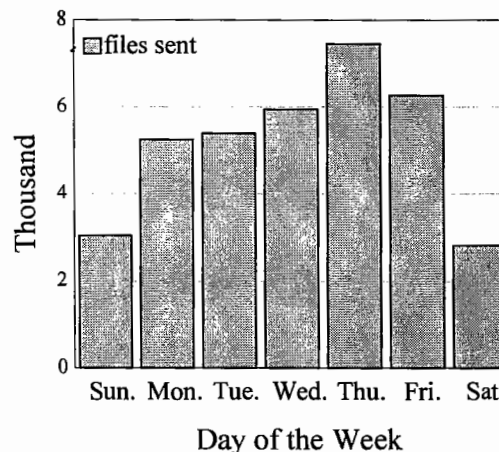 8
files sent
6
Thousand
4
2
0
Sun. Mon. Tue. Wed. Thu. Fri. Sat
Day of the Week